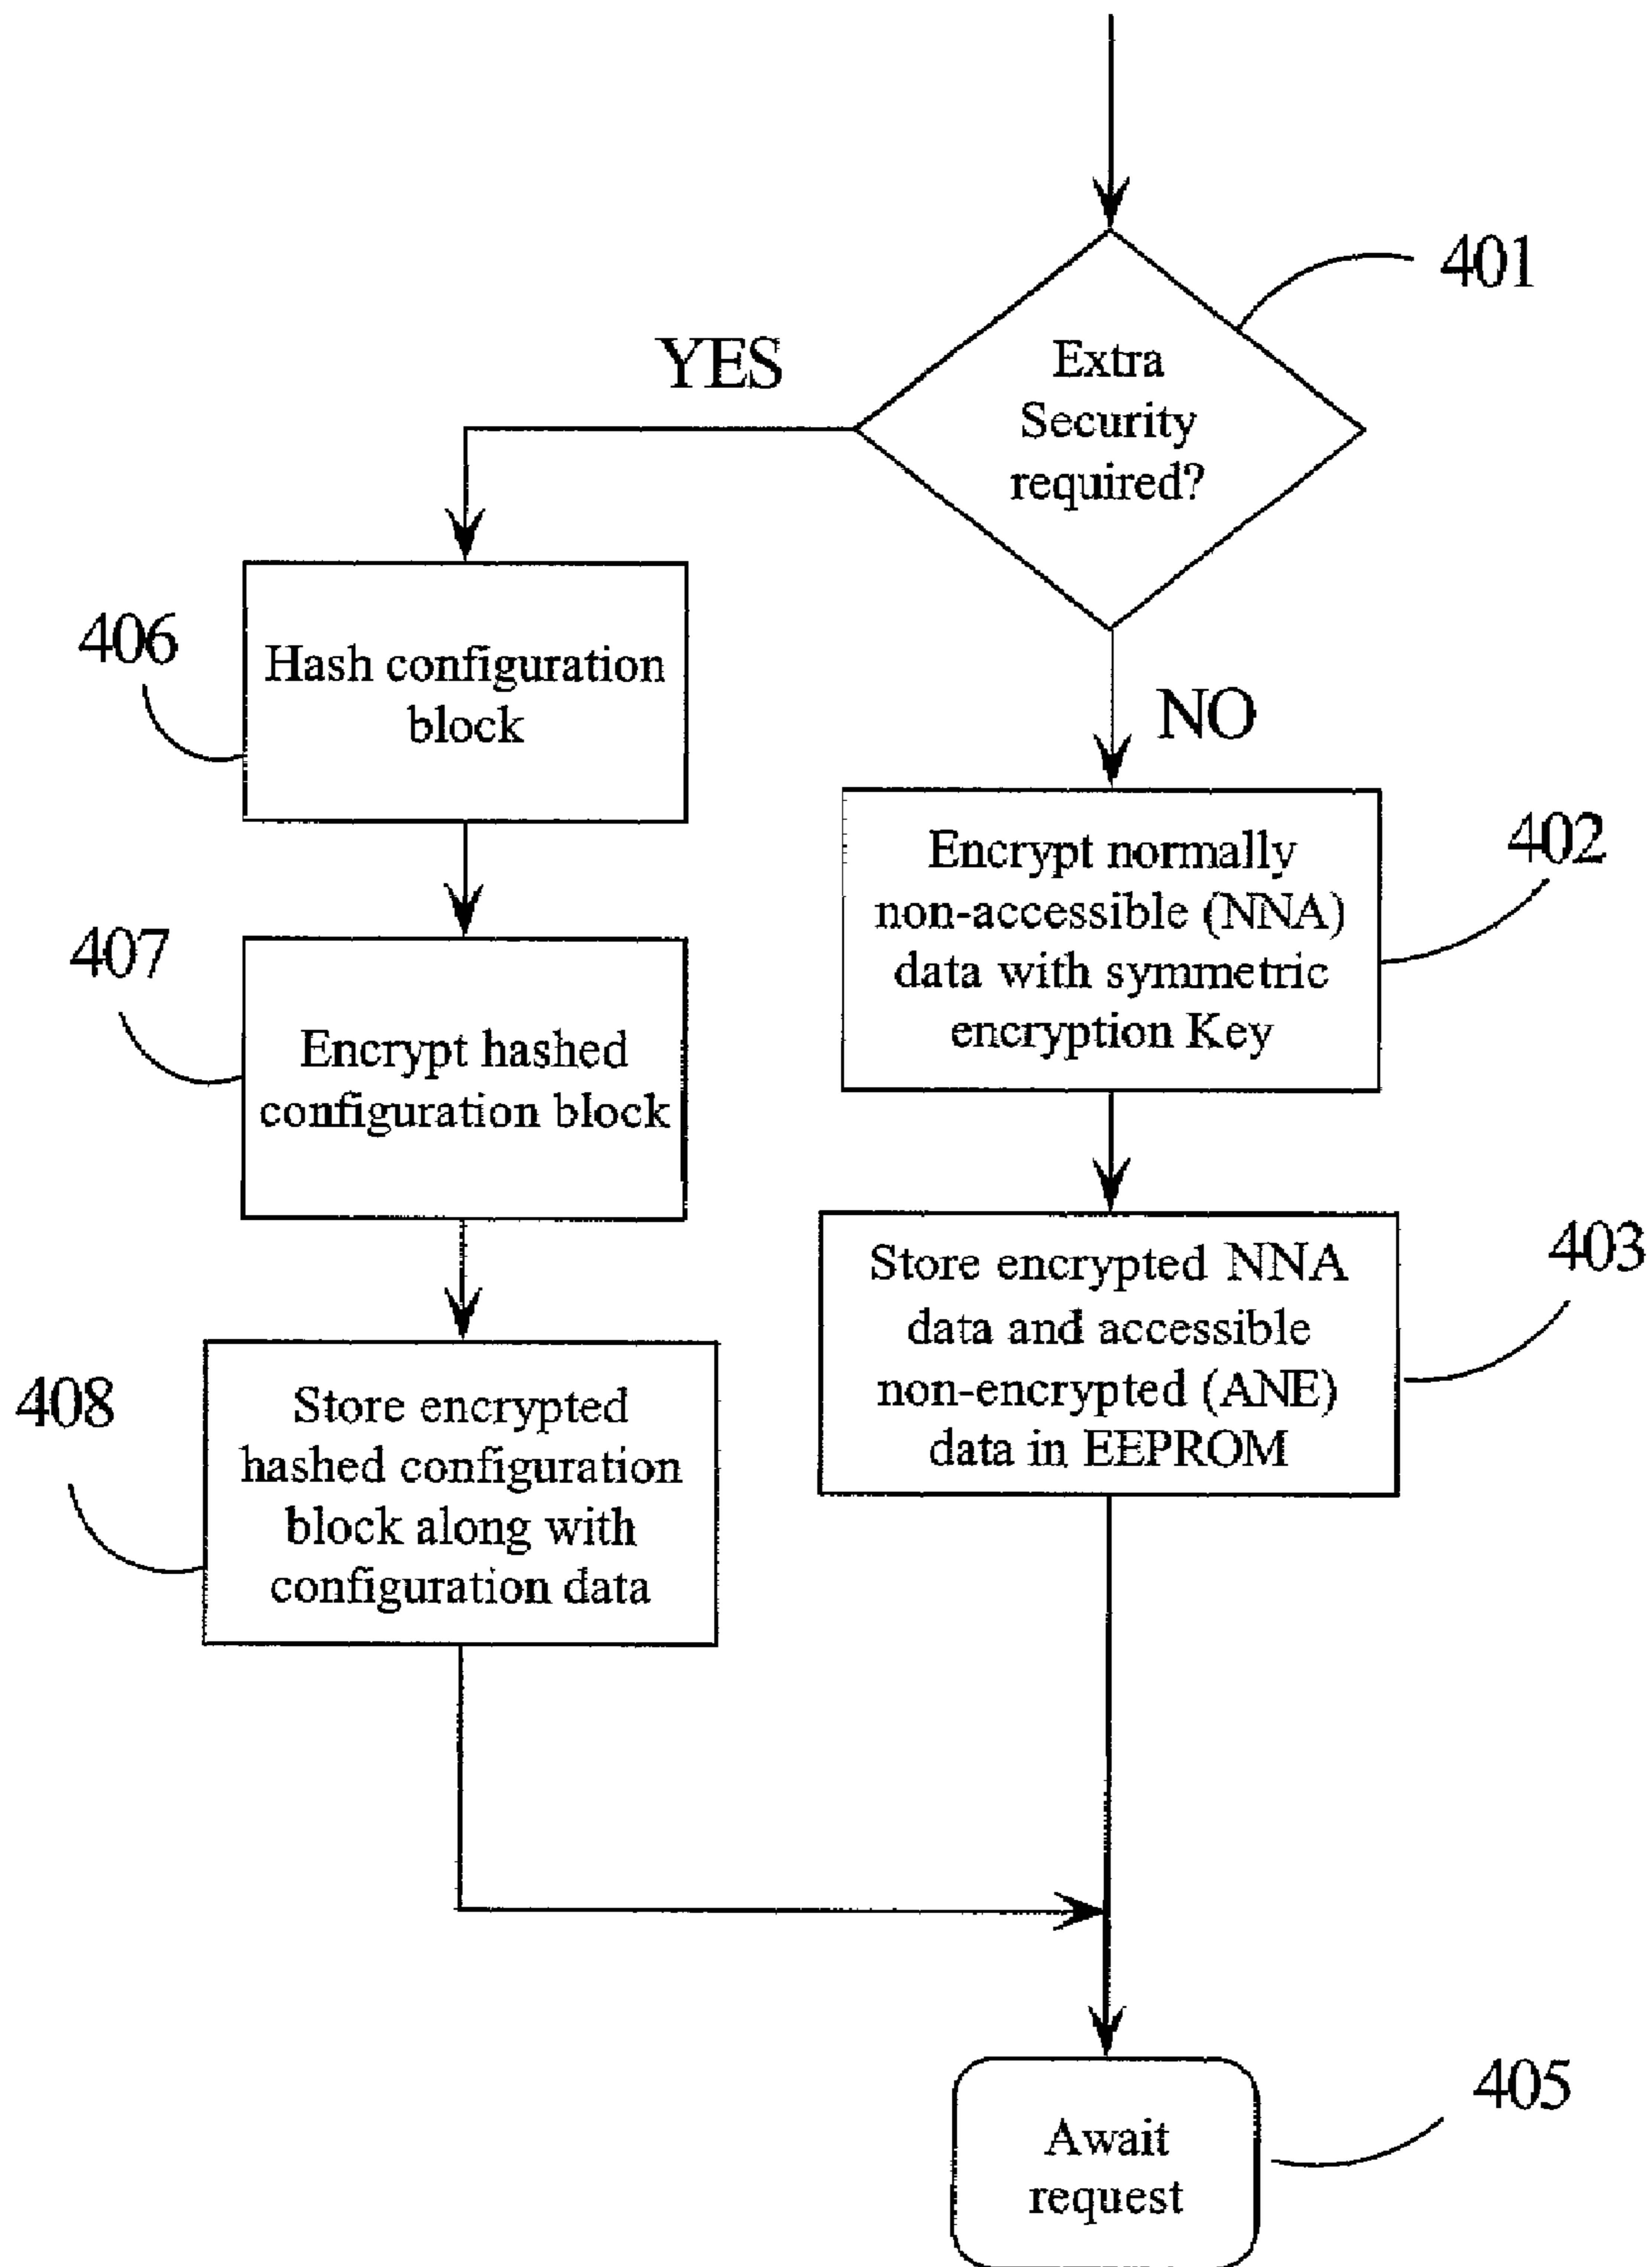 401
Extra
Security
required?
YES
NO
406
Hash configuration
block
402
Encrypt normally
non-accessible (NNA)
data with symmetric
encryption Key
407
Encrypt hashed
configuration block
403
Store encrypted NNA
data and accessible
non-encrypted (ANE)
data in EEPROM
408
Store encrypted
hashed configuration
block along with
configuration data
405
Await
request